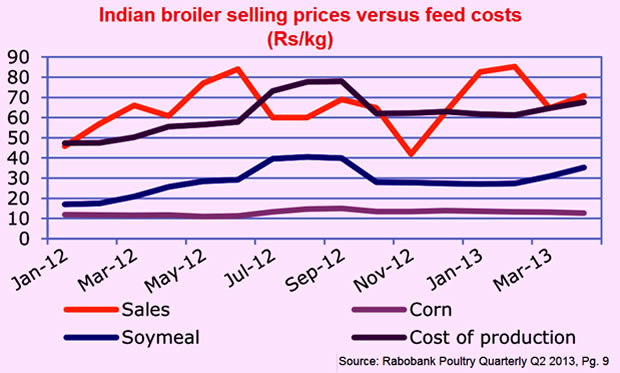 Indian broiler selling prices versus feed costs
(Rs/kg)
90
80
70
60
50
40
30
20
10
0
Jan-12
Mar-12
May-12
Jul-12
Sep-12
Nov-12
Jan-13
Mar-13
Sales
Corn
Soymeal
Cost of production
Source: Rabobank Poultry Quarterly Q2 2013, Pg. 9